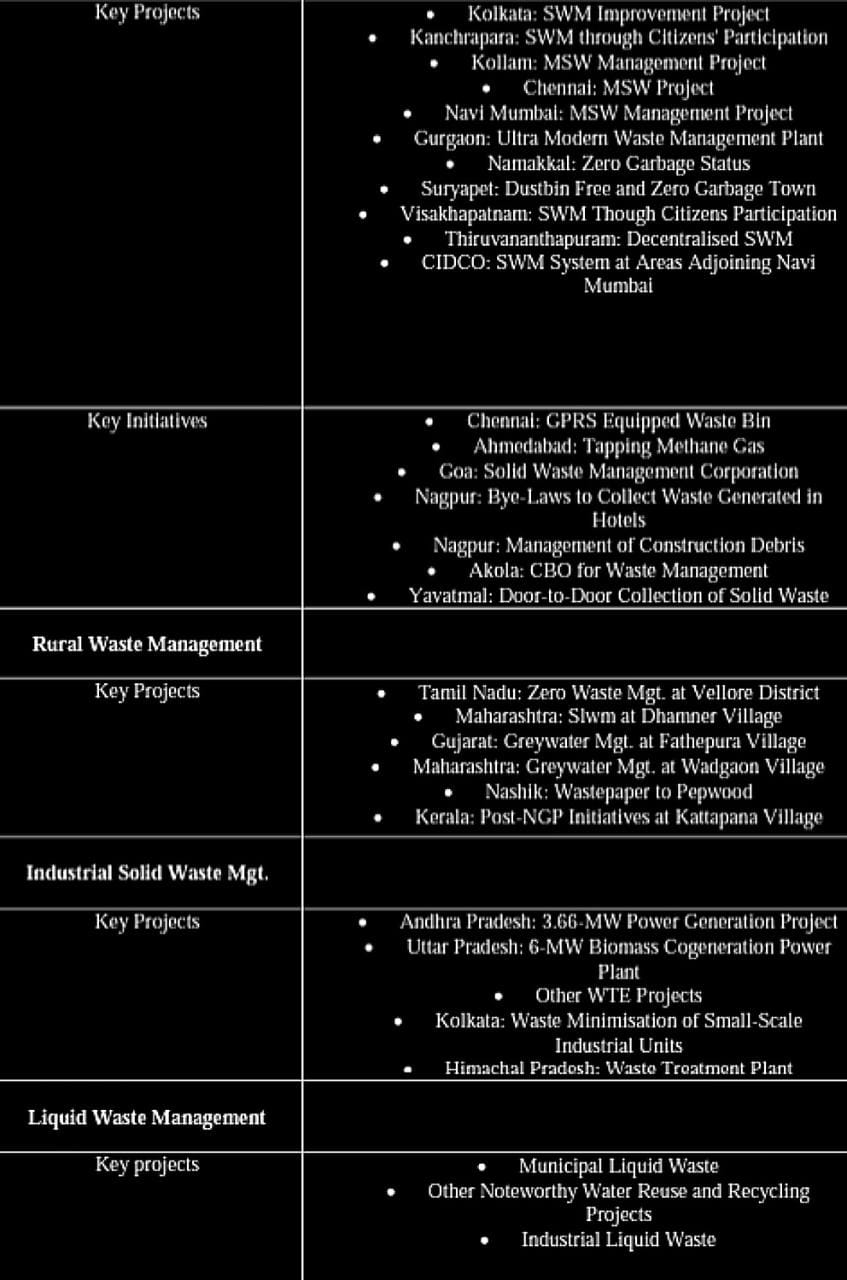 Key Projects
• Kolkata: SWM Improvement Project
• Kanchrapara: SWM through Citizens' Participation
• Kollam: MSW Management Project
• Chennai: MSW Project
• Navi Mumbai: MSW Management Project
• Gurgaon: Ultra Modern Waste Management Plant
• Namakkal: Zero Garbage Status
• Suryapet: Dustbin Free and Zero Garbage Town
• Visakhapatnam: SWM Though Citizens Participation
• Thiruvananthapuram: Decentralised SWM
• CIDCO: SWM System at Areas Adjoining Navi
Mumbai
Key Initiatives
• Chennai: GPRS Equipped Waste Bin
• Ahmedabad: Tapping Methane Gas
• Goa: Solid Waste Management Corporation
• Nagpur: Bye-Laws to Collect Waste Generated in
Hotels
• Nagpur: Management of Construction Debris
• Akola: CBO for Waste Management
• Yavatmal: Door-to-Door Collection of Solid Waste
Rural Waste Management
Key Projects
• Tamil Nadu: Zero Waste Mgt. at Vellore District
• Maharashtra: Slwm at Dhamner Village
• Gujarat: Greywater Mgt. at Fathepura Village
• Maharashtra: Greywater Mgt. at Wadgaon Village
• Nashik: Wastepaper to Pepwood
• Kerala: Post-NGP Initiatives at Kattapana Village
Industrial Solid Waste Mgt.
Key Projects
• Andhra Pradesh: 3.66-MW Power Generation Project
• Uttar Pradesh: 6-MW Biomass Cogeneration Power
Plant
• Other WTE Projects
• Kolkata: Waste Minimisation of Small-Scale
Industrial Units
• Himachal Pradesh: Waste Treatment Plant
Liquid Waste Management
Key projects
• Municipal Liquid Waste
• Other Noteworthy Water Reuse and Recycling
Projects
• Industrial Liquid Waste